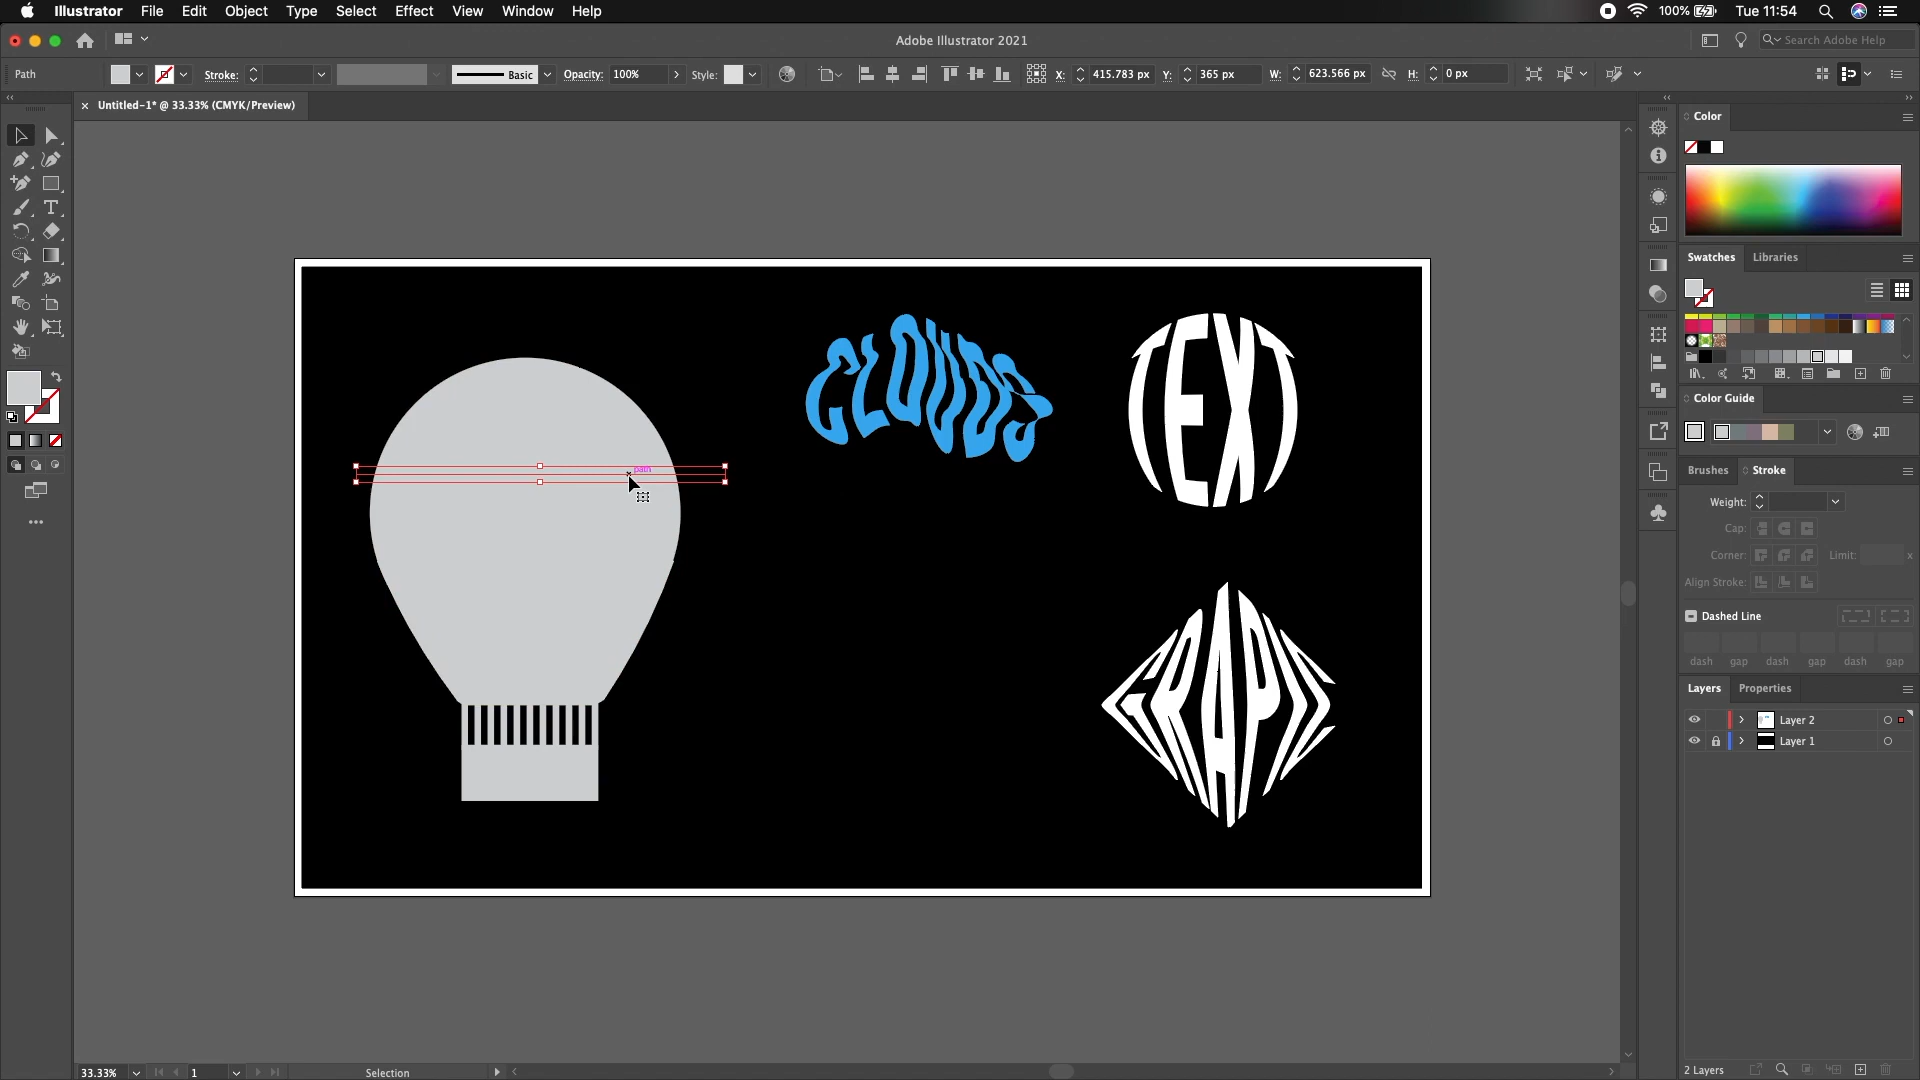 Illustrator File Edit Object Type Select Effect View Window Help 100% Tue 11:54
Adobe Illustrator 2021 Search Adobe Help
Path Stroke: Basic Opacity: 100% Style: X: 415.783 px Y: 365 px W: 623.566 px H: 0 px
× Untitled-1* @ 33.33% (CMYK/Preview)
Color
Swatches Libraries
Color Guide
Brushes Stroke
Weight:
Cap:
Corner: Limit: x
Align Stroke:
Dashed Line
dash gap dash gap dash gap
Layers Properties
Layer 2
Layer 1
CLOUDS
TEXT
path
GRAPIC
33.33% 1 Selection 2 Layers